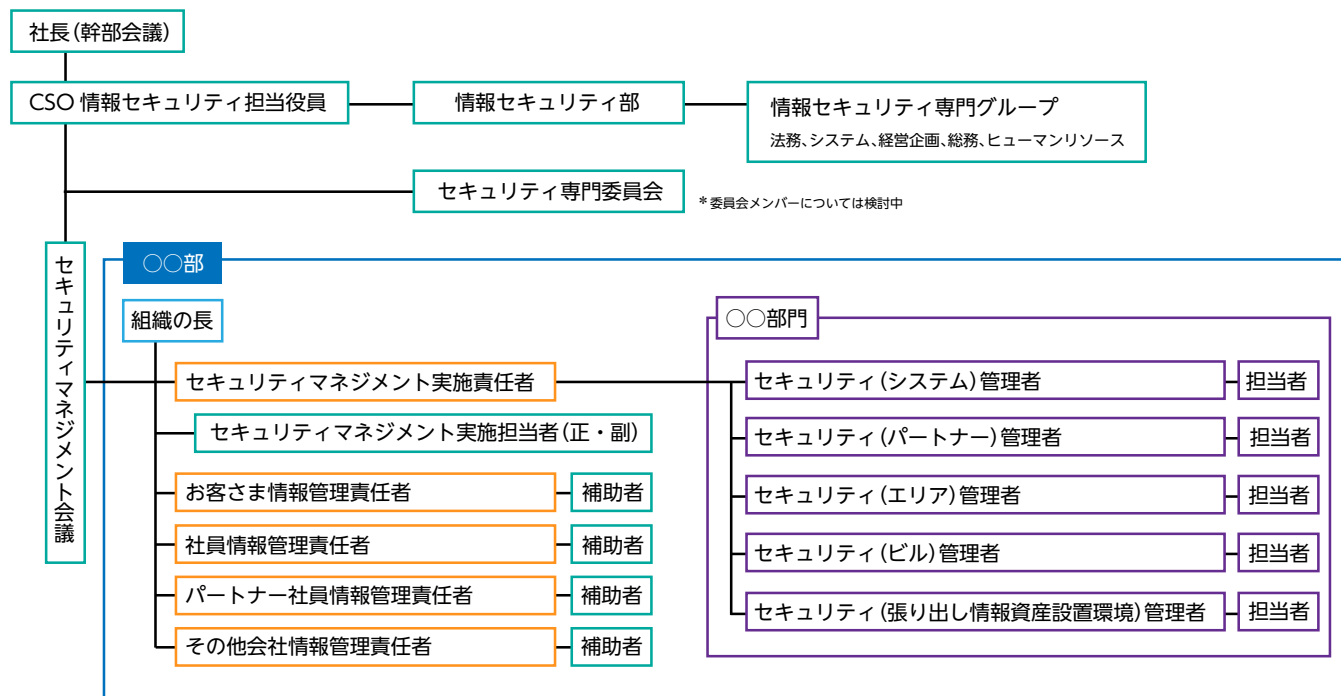 社長（幹部会議）
CSO 情報セキュリティ担当役員
情報セキュリティ部
情報セキュリティ専門グループ
法務、システム、経営企画、総務、ヒューマンリソース
セキュリティ専門委員会
＊委員会メンバーについては検討中
セキュリティマネジメント会議
○○部
組織の長
セキュリティマネジメント実施責任者
セキュリティマネジメント実施担当者（正・副）
お客さま情報管理責任者
補助者
社員情報管理責任者
補助者
パートナー社員情報管理責任者
補助者
その他会社情報管理責任者
補助者
○○部門
セキュリティ（システム）管理者
担当者
セキュリティ（パートナー）管理者
担当者
セキュリティ（エリア）管理者
担当者
セキュリティ（ビル）管理者
担当者
セキュリティ（張り出し情報資産設置環境）管理者
担当者